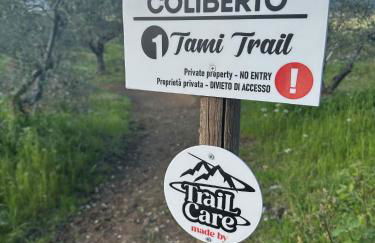 COLIBERTO
1 Tami Trail
Private property - NO ENTRY
Proprietà privata - DIVIETO DI ACCESSO
!
Trail
Care
made by